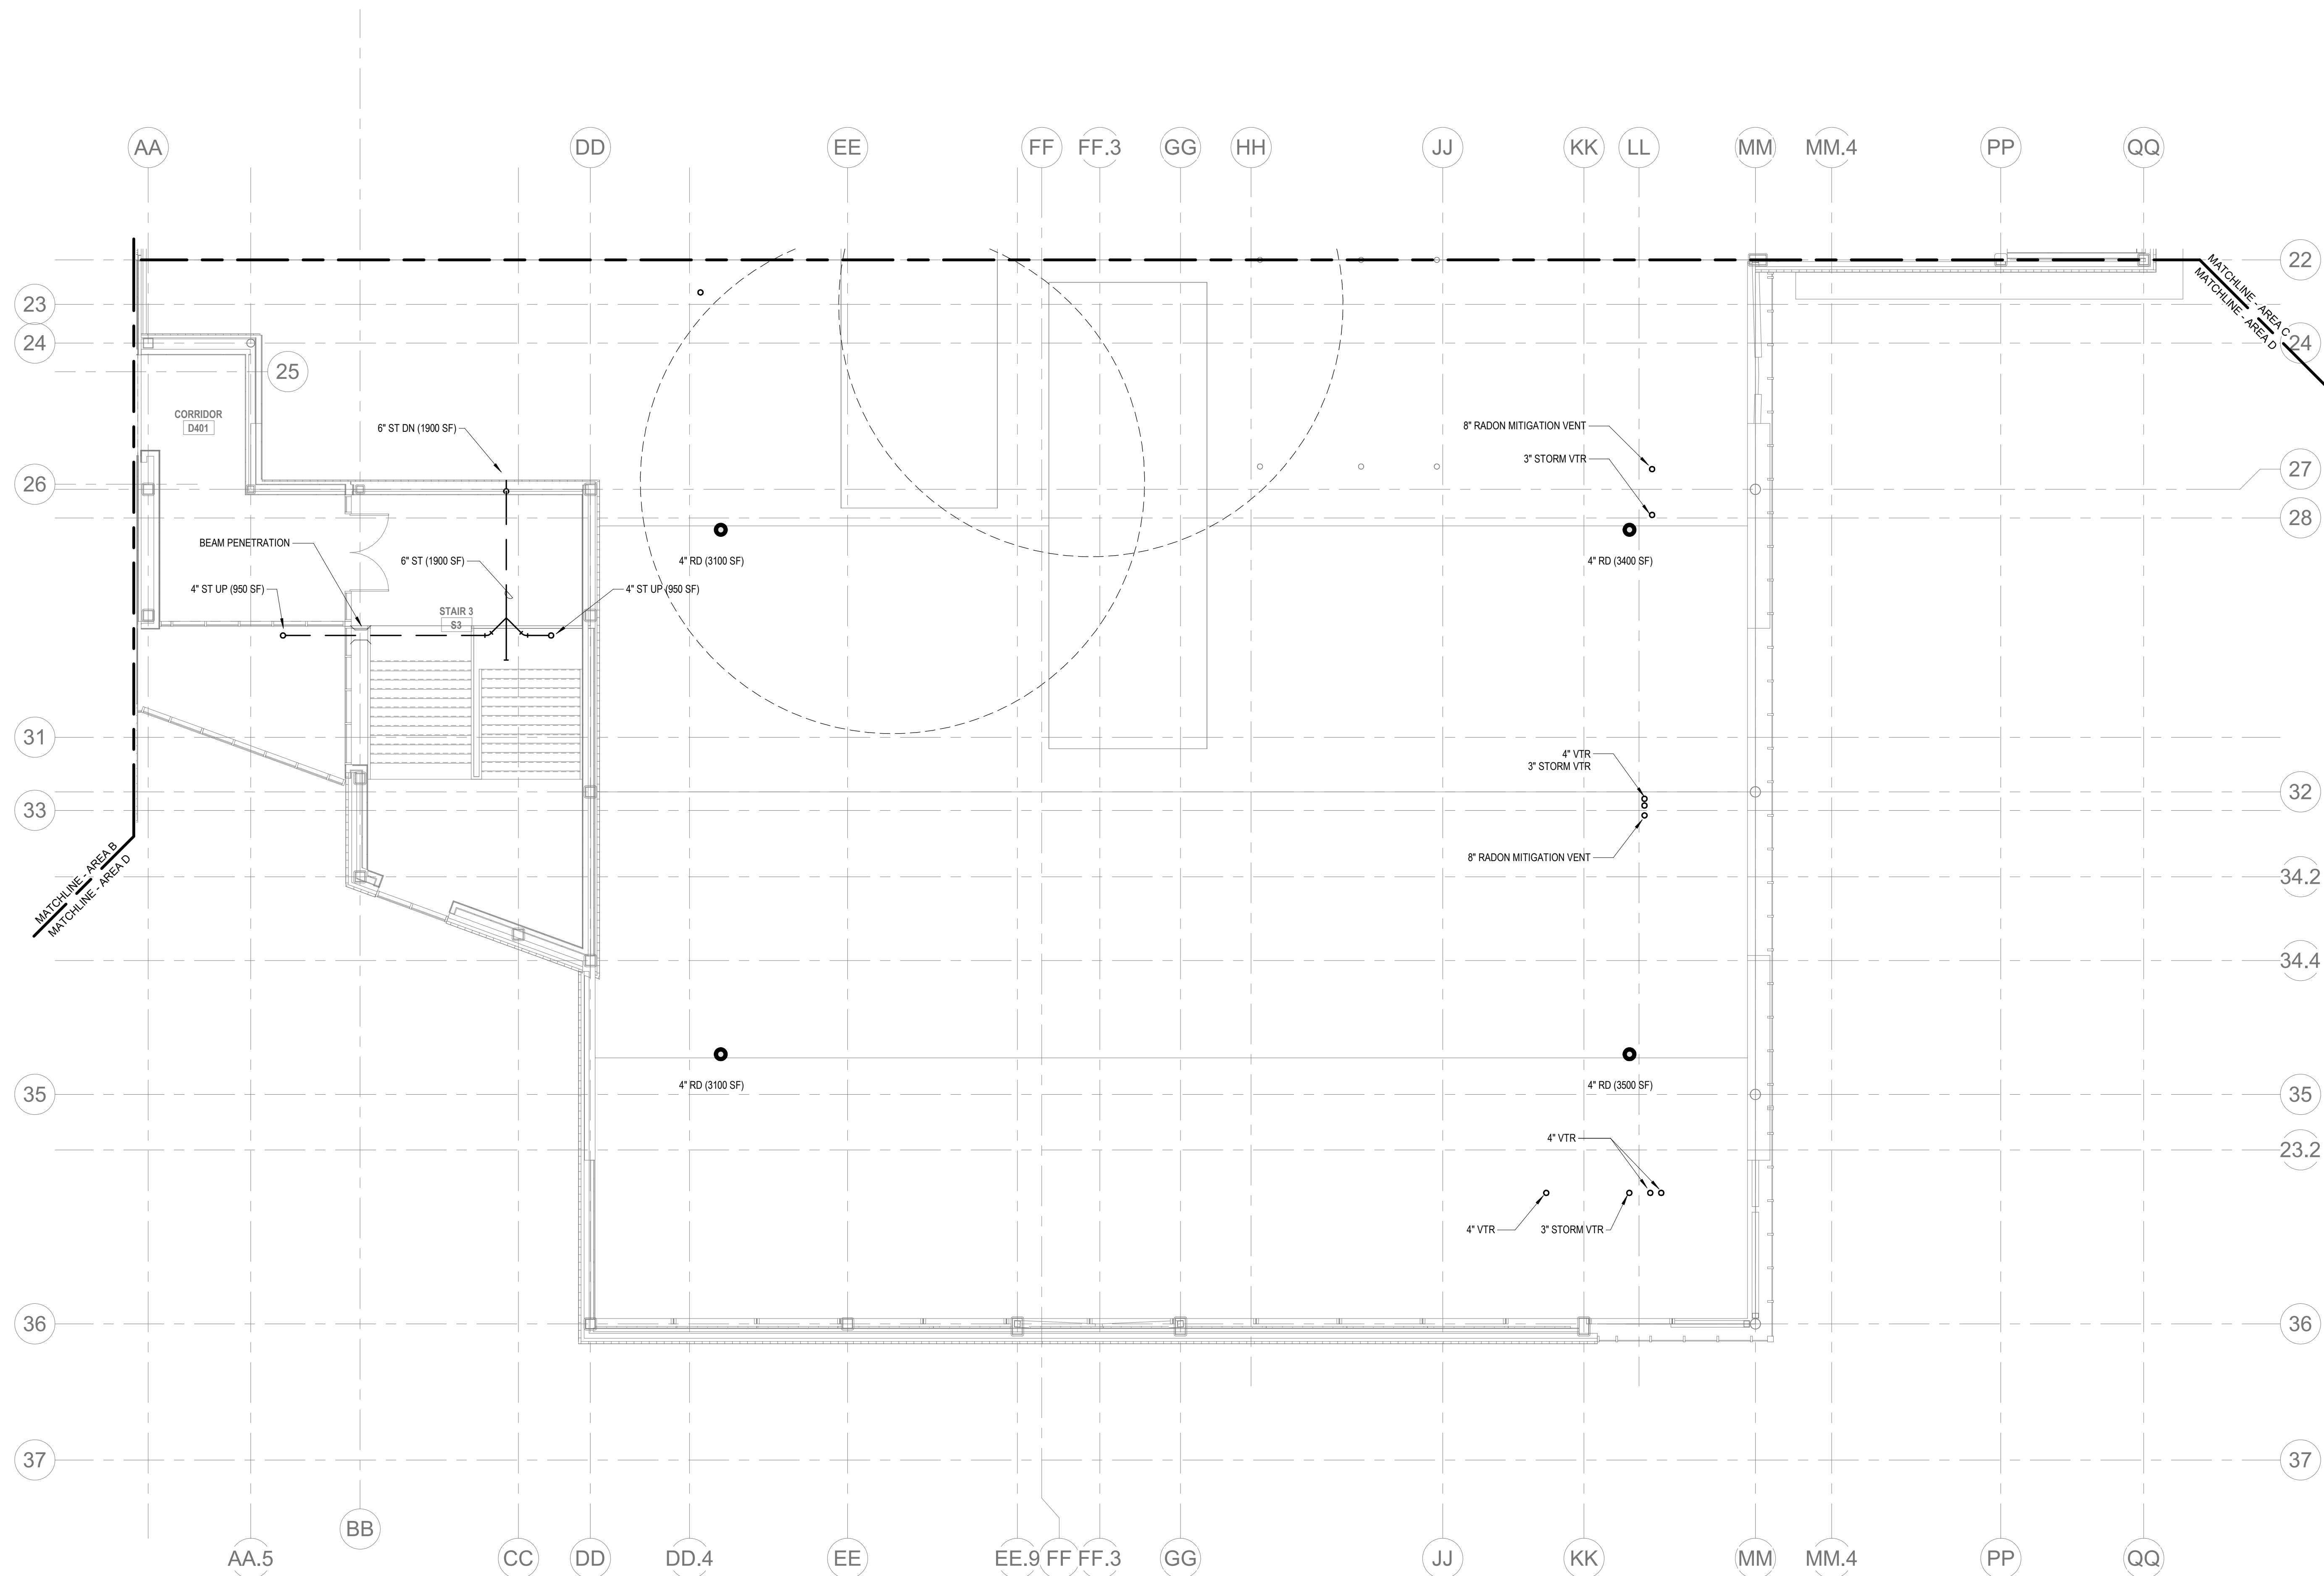 AA
DD
EE
FF
FF.3
GG
HH
JJ
KK
LL
MM
MM.4
PP
QQ
22
MATCHLINE - AREA C
MATCHLINE - AREA D
23
24
24
25
CORRIDOR
D401
6" ST DN (1900 SF)
8" RADON MITIGATION VENT
3" STORM VTR
26
27
28
BEAM PENETRATION
6" ST (1900 SF)
4" RD (3100 SF)
4" RD (3400 SF)
4" ST UP (950 SF)
4" ST UP (950 SF)
STAIR 3
S3
31
4" VTR
3" STORM VTR
32
33
8" RADON MITIGATION VENT
MATCHLINE - AREA B
MATCHLINE - AREA D
34.2
34.4
4" RD (3100 SF)
4" RD (3500 SF)
35
35
4" VTR
23.2
4" VTR
3" STORM VTR
36
36
37
37
BB
AA.5
CC
DD
DD.4
EE
EE.9
FF
FF.3
GG
JJ
KK
MM
MM.4
PP
QQ